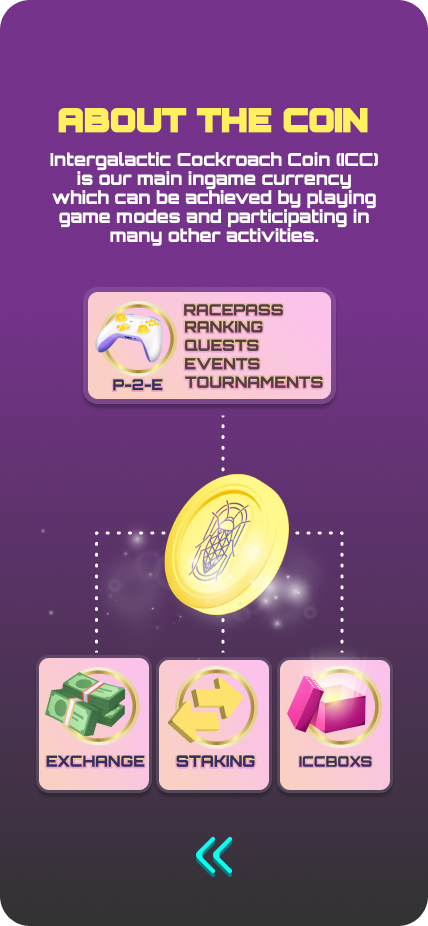 ABOUT THE COIN
Intergalactic Cockroach Coin (ICC)
is our main ingame currency
which can be achieved by playing
game modes and participating in
many other activities.
RACEPASS
RANKING
QUESTS
EVENTS
TOURNAMENTS
P-2-E
EXCHANGE
STAKING
ICCBOXS